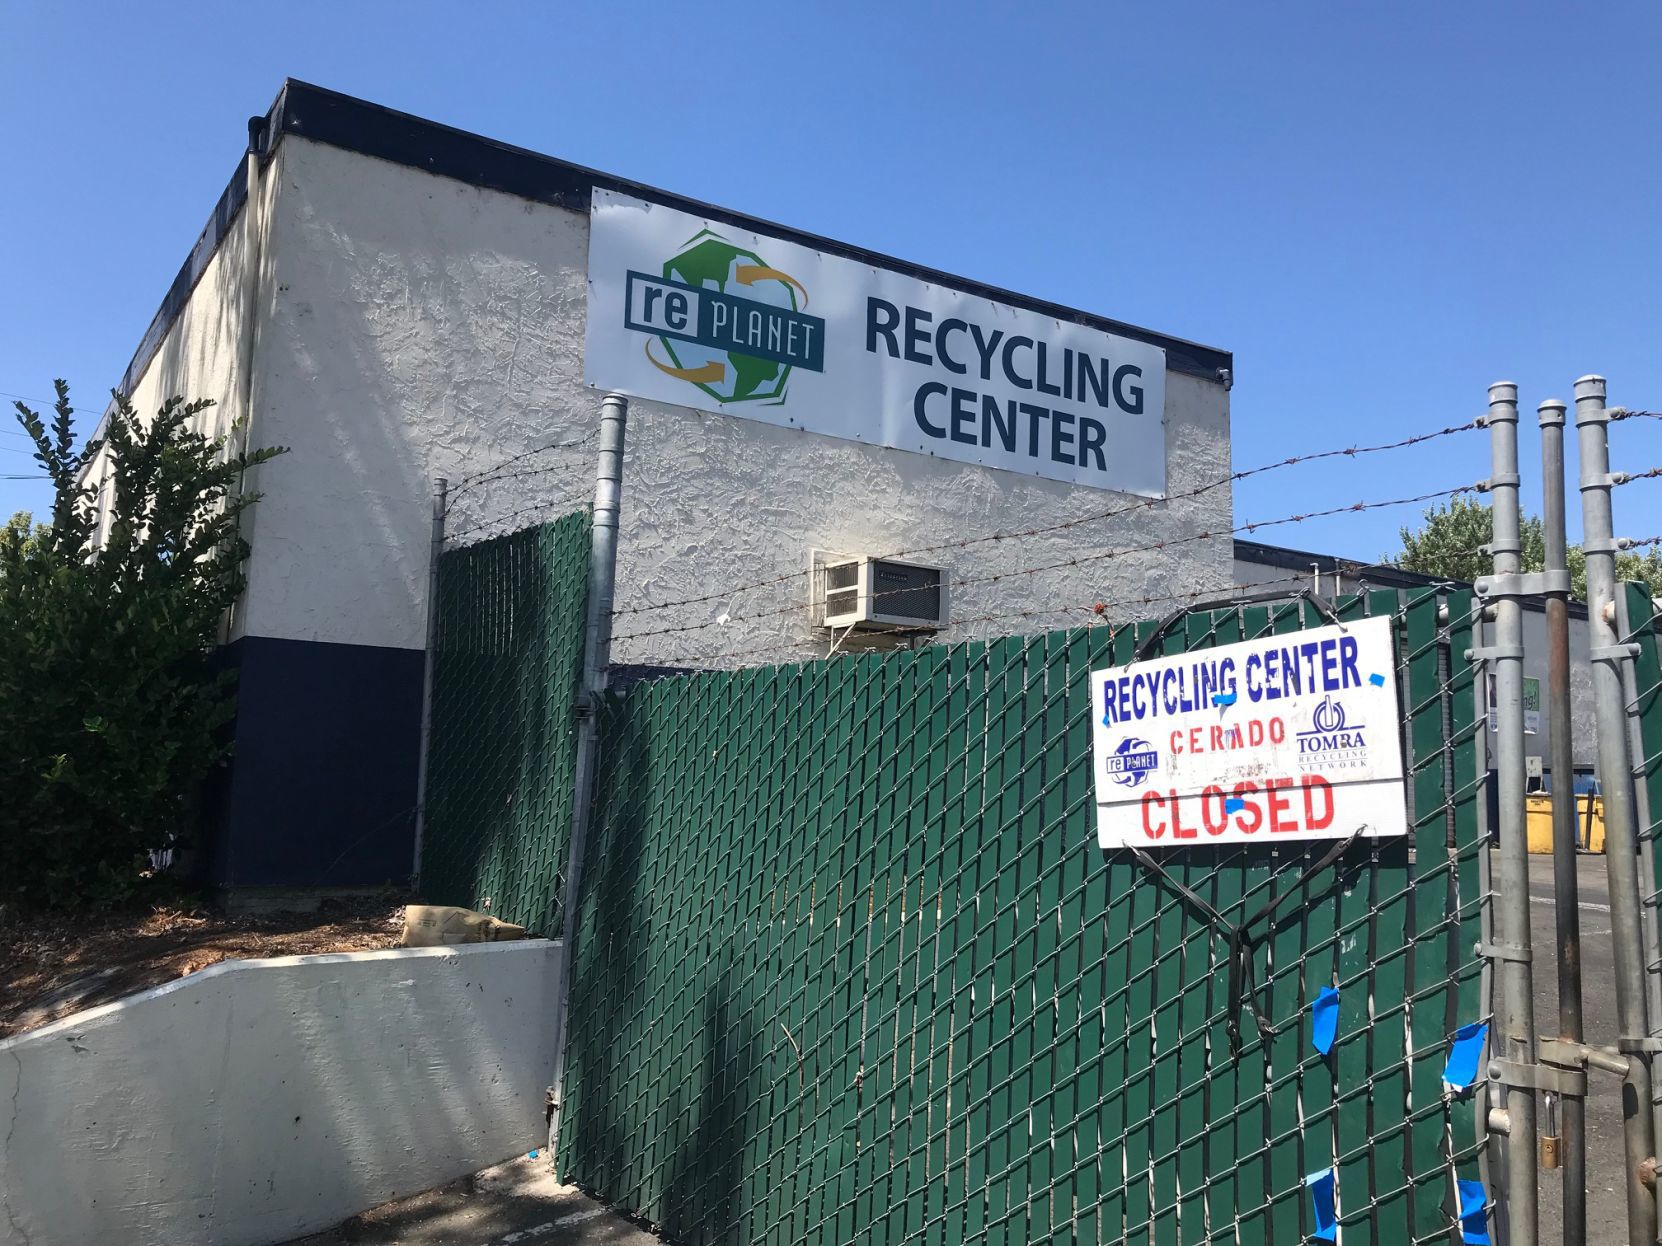 re PLANET
RECYCLING
CENTER
RECYCLING CENTER
CERADO
re PLANET
TOMRA
RECYCLING
NETWORK
CLOSED